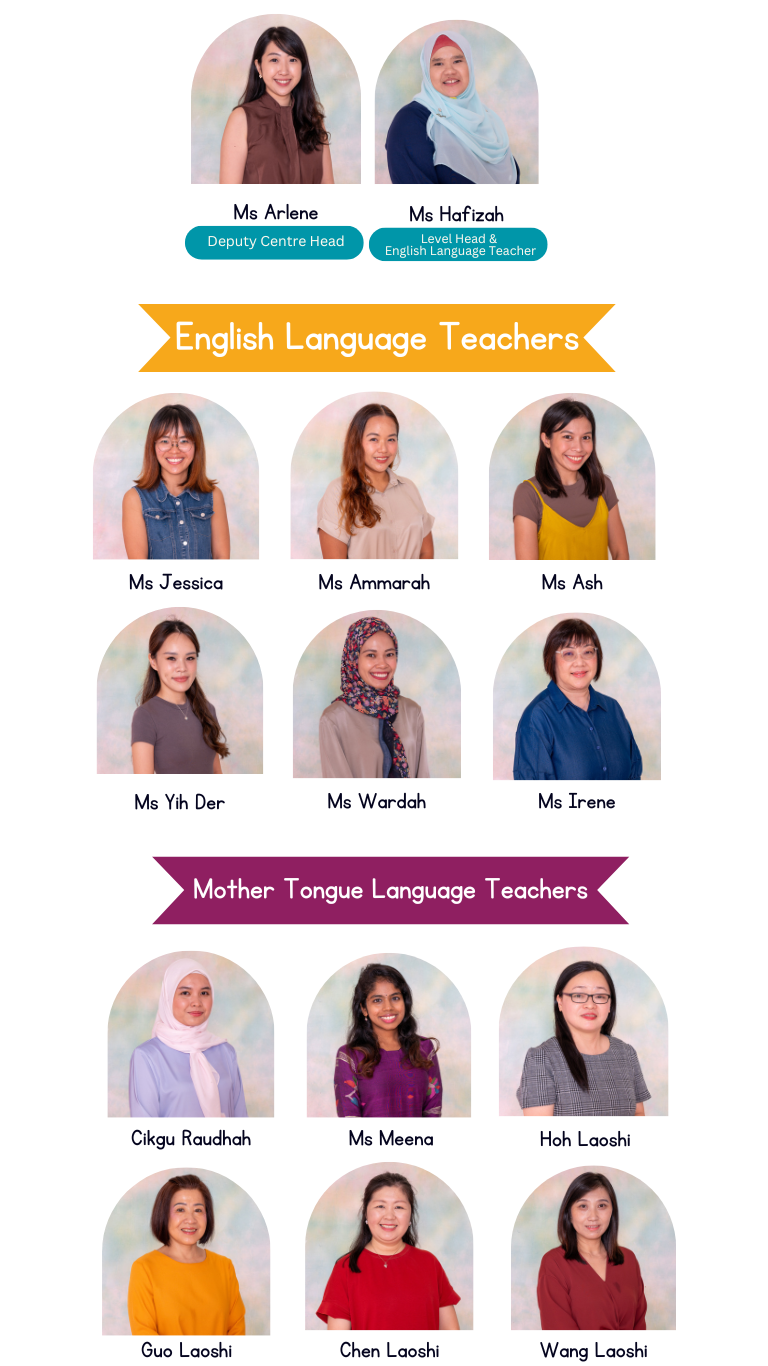 Ms Arlene
Ms Hafizah
Deputy Centre Head
Level Head &
English Language Teacher
English Language Teachers
Ms Jessica
Ms Ammarah
Ms Ash
Ms Yih Der
Ms Wardah
Ms Irene
Mother Tongue Language Teachers
Cikgu Raudhah
Ms Meena
Hoh Laoshi
Guo Laoshi
Chen Laoshi
Wang Laoshi